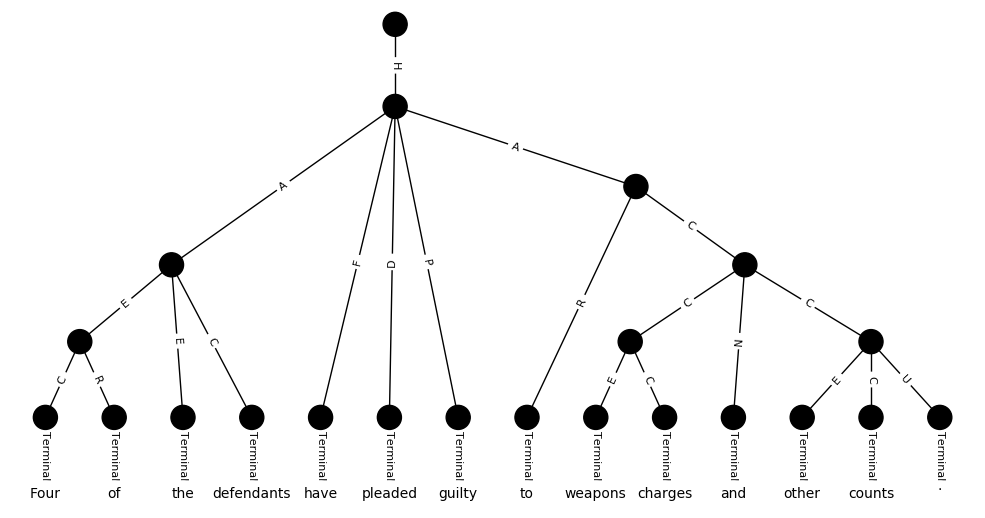 H
A
A
F
D
P
C
E
E
C
R
C
N
C
C
R
E
C
E
C
U
Terminal Terminal Terminal Terminal Terminal Terminal Terminal Terminal Terminal Terminal Terminal Terminal Terminal Terminal
Four of the defendants have pleaded guilty to weapons charges and other counts .